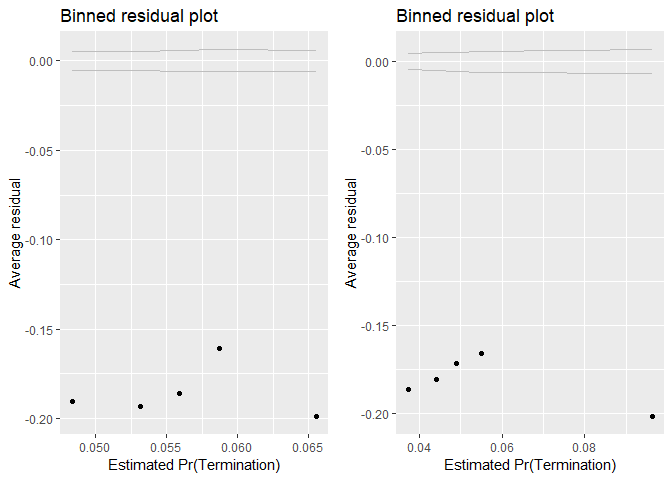 Binned residual plot
0.00
-0.05
-0.10
-0.15
-0.20
Average residual
0.050 0.055 0.060 0.065
Estimated Pr(Termination)
Binned residual plot
0.00
-0.05
-0.10
-0.15
-0.20
Average residual
0.04 0.06 0.08
Estimated Pr(Termination)